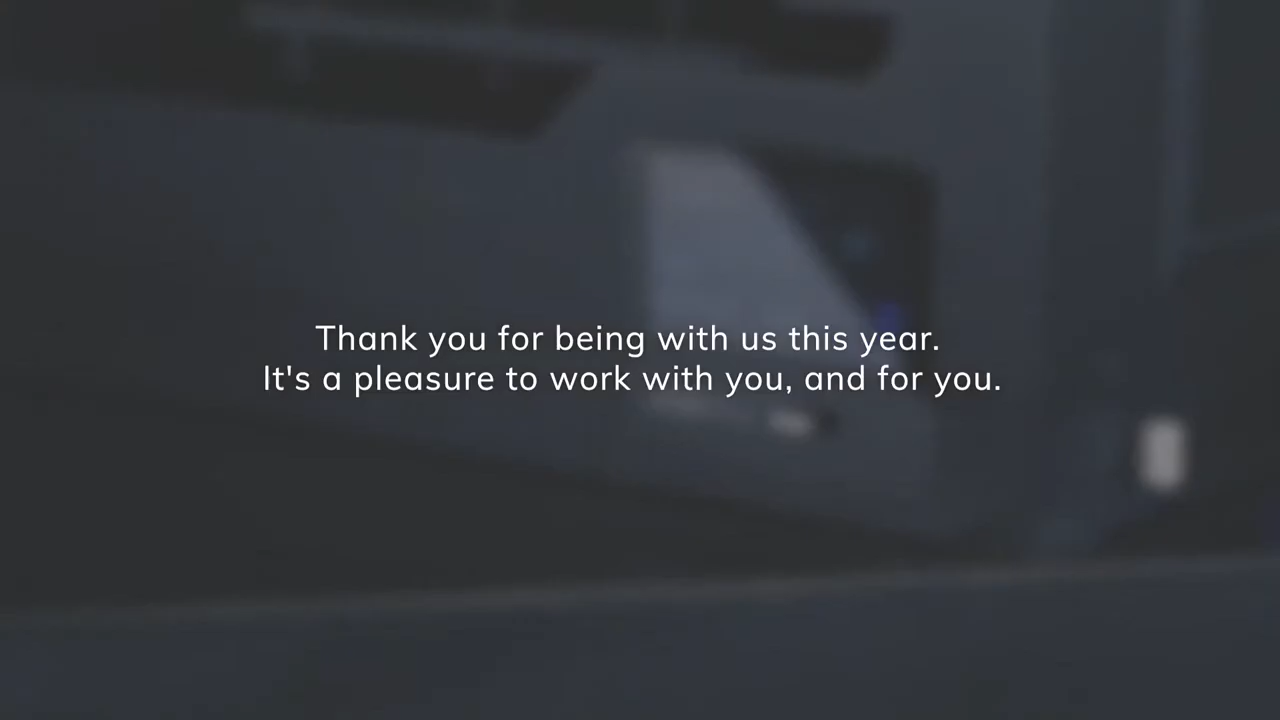 Thank you for being with us this year.
It's a pleasure to work with you, and for you.